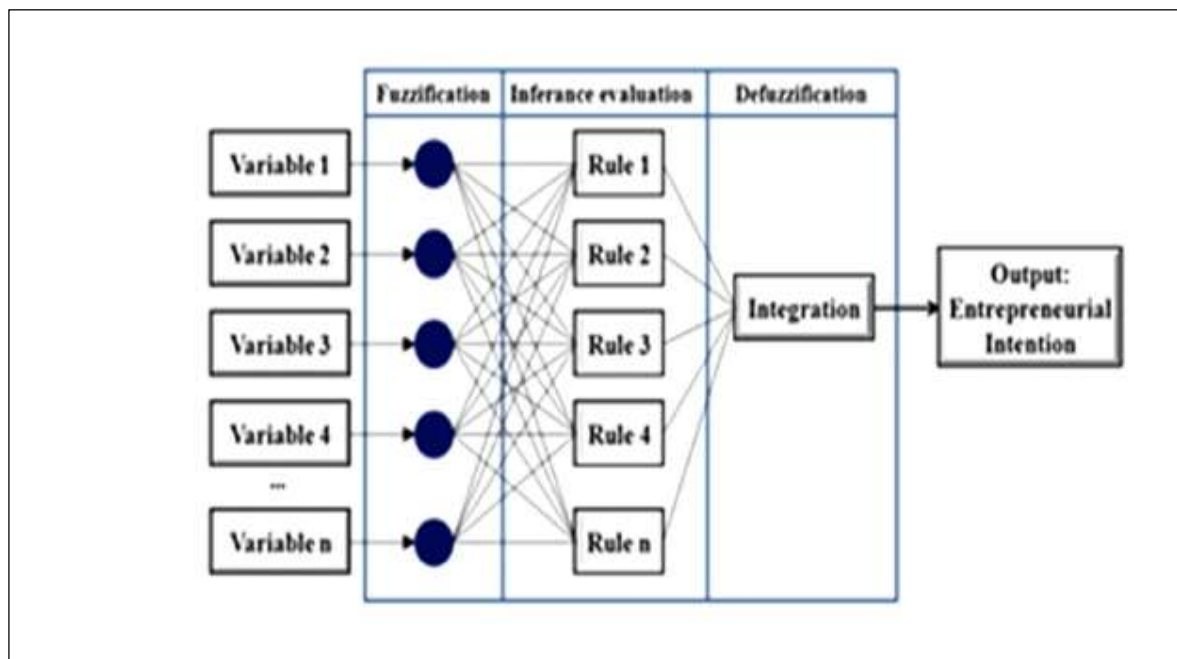 Fuzzification
Inferance evaluation
Defuzzification
Variable 1
Rule 1
Variable 2
Rule 2
Variable 3
Rule 3
Variable 4
Rule 4
...
Variable n
Rule n
Integration
Output:
Entrepreneurial
Intention